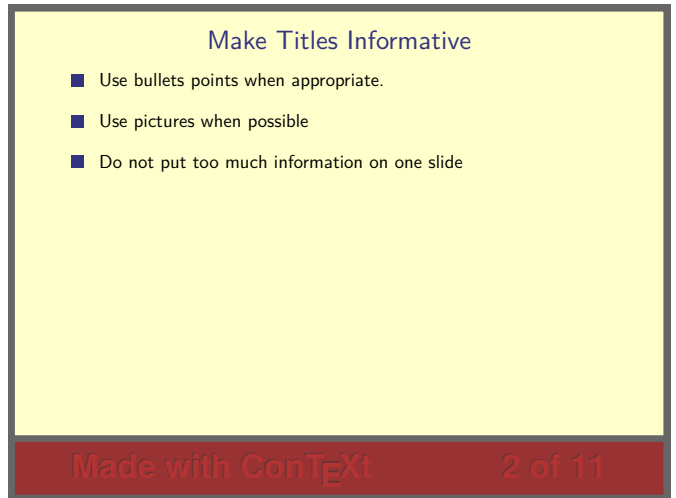 Make Titles Informative
Use bullets points when appropriate.
Use pictures when possible
Do not put too much information on one slide
Made with ConTEXt 2 of 11